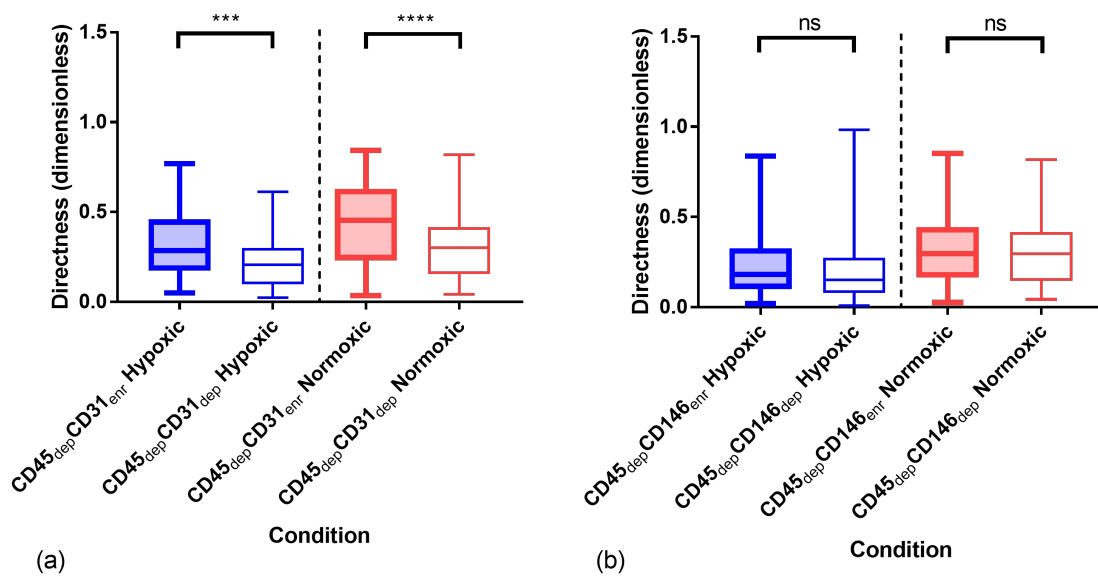 *** ****
1.5
1.0
0.5
0.0
Directness (dimensionless)
CD45depCD31enr Hypoxic
CD45depCD31dep Hypoxic
CD45depCD31enr Normoxic
CD45depCD31dep Normoxic
Condition
(a)
ns ns
1.5
1.0
0.5
0.0
Directness (dimensionless)
CD45depCD146enr Hypoxic
CD45depCD146dep Hypoxic
CD45depCD146enr Normoxic
CD45depCD146dep Normoxic
Condition
(b)